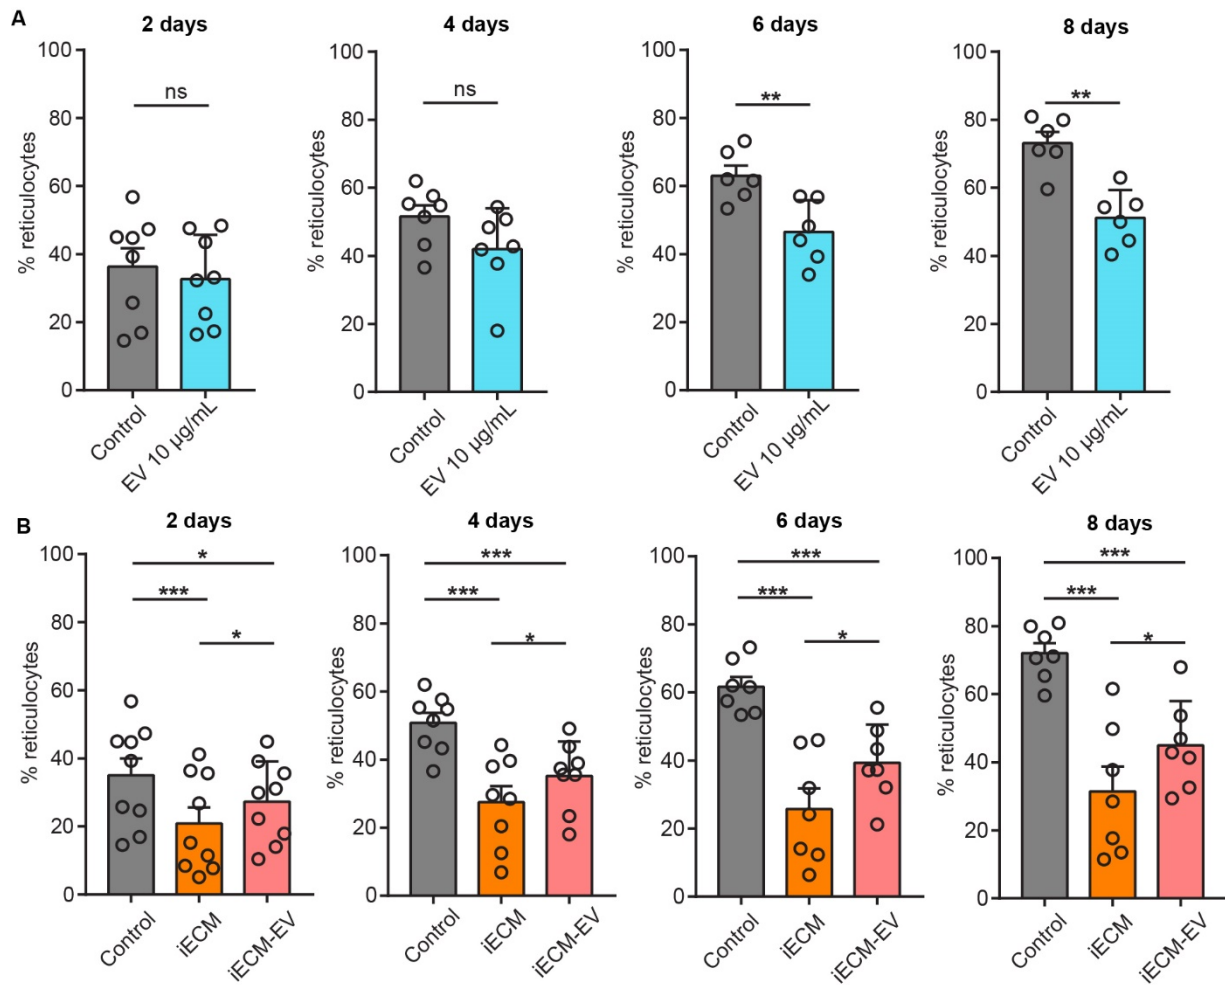 A
2 days
4 days
6 days
8 days
% reticulocytes
100
80
60
40
20
0
ns
Control
EV 10 µg/mL
% reticulocytes
100
80
60
40
20
0
ns
Control
EV 10 µg/mL
% reticulocytes
100
80
60
40
20
0
**
Control
EV 10 µg/mL
% reticulocytes
100
80
60
40
20
0
**
Control
EV 10 µg/mL
B
2 days
4 days
6 days
8 days
% reticulocytes
100
80
60
40
20
0
*
***
*
Control
iECM
iECM-EV
% reticulocytes
100
80
60
40
20
0
***
***
*
Control
iECM
iECM-EV
% reticulocytes
100
80
60
40
20
0
***
***
*
Control
iECM
iECM-EV
% reticulocytes
100
80
60
40
20
0
***
***
*
Control
iECM
iECM-EV